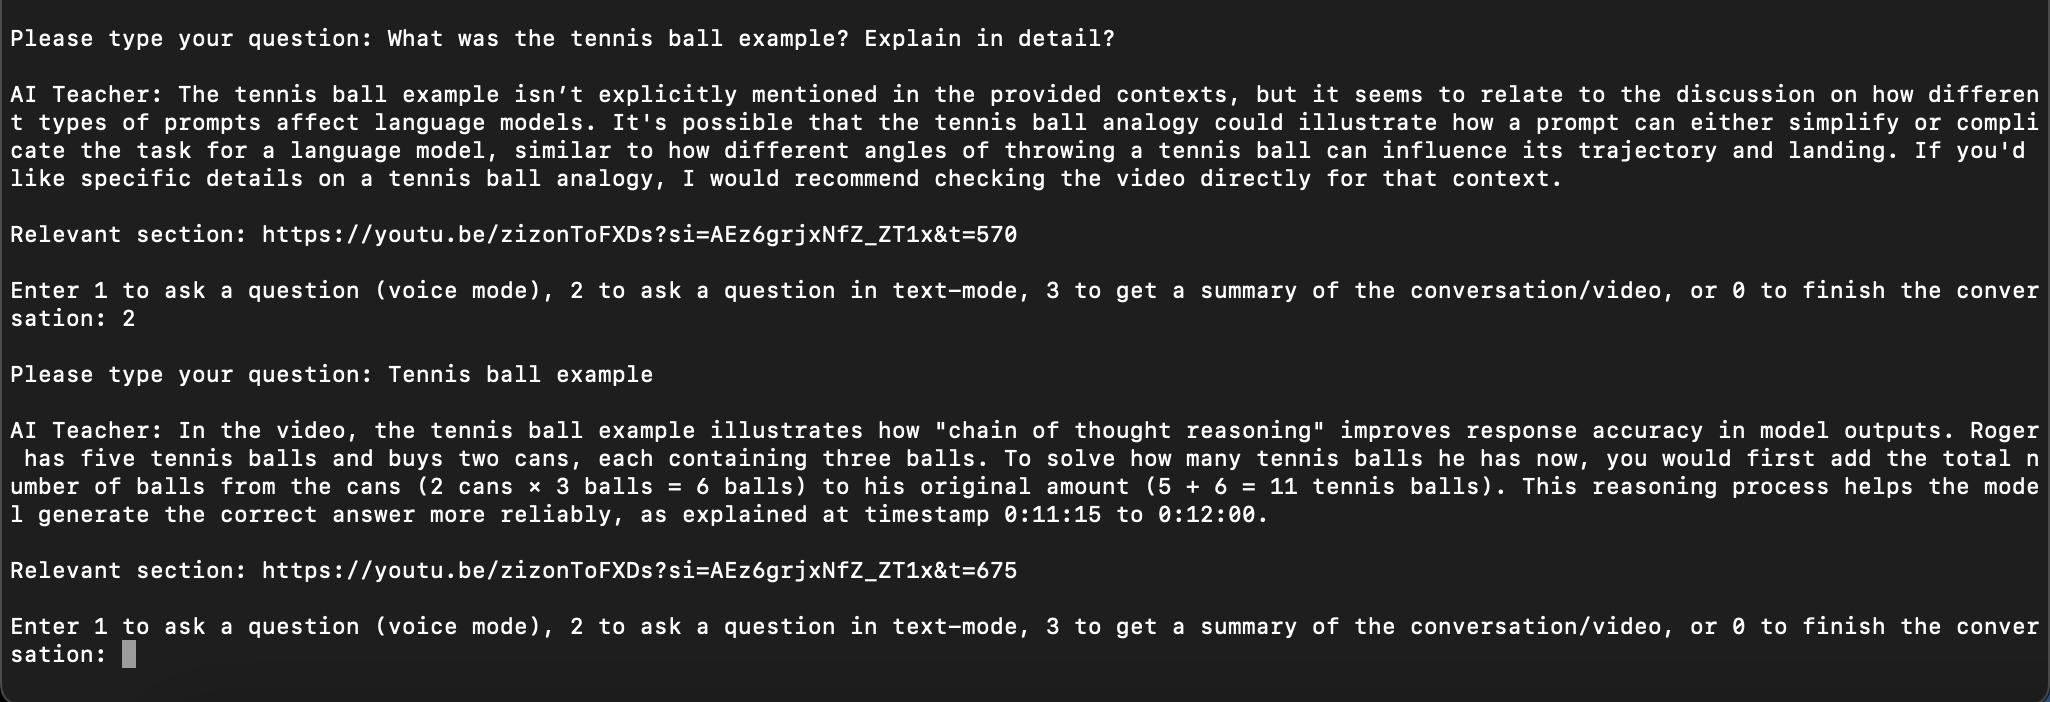 Please type your question: What was the tennis ball example? Explain in detail?
AI Teacher: The tennis ball example isn’t explicitly mentioned in the provided contexts, but it seems to relate to the discussion on how differen
t types of prompts affect language models. It's possible that the tennis ball analogy could illustrate how a prompt can either simplify or compli
cate the task for a language model, similar to how different angles of throwing a tennis ball can influence its trajectory and landing. If you'd
like specific details on a tennis ball analogy, I would recommend checking the video directly for that context.
Relevant section: https://youtu.be/zizonToFXDs?si=AEz6grjxNfZ_ZT1x&t=570
Enter 1 to ask a question (voice mode), 2 to ask a question in text-mode, 3 to get a summary of the conversation/video, or 0 to finish the conver
sation: 2
Please type your question: Tennis ball example
AI Teacher: In the video, the tennis ball example illustrates how "chain of thought reasoning" improves response accuracy in model outputs. Roger
has five tennis balls and buys two cans, each containing three balls. To solve how many tennis balls he has now, you would first add the total n
umber of balls from the cans (2 cans × 3 balls = 6 balls) to his original amount (5 + 6 = 11 tennis balls). This reasoning process helps the mode
l generate the correct answer more reliably, as explained at timestamp 0:11:15 to 0:12:00.
Relevant section: https://youtu.be/zizonToFXDs?si=AEz6grjxNfZ_ZT1x&t=675
Enter 1 to ask a question (voice mode), 2 to ask a question in text-mode, 3 to get a summary of the conversation/video, or 0 to finish the conver
sation: